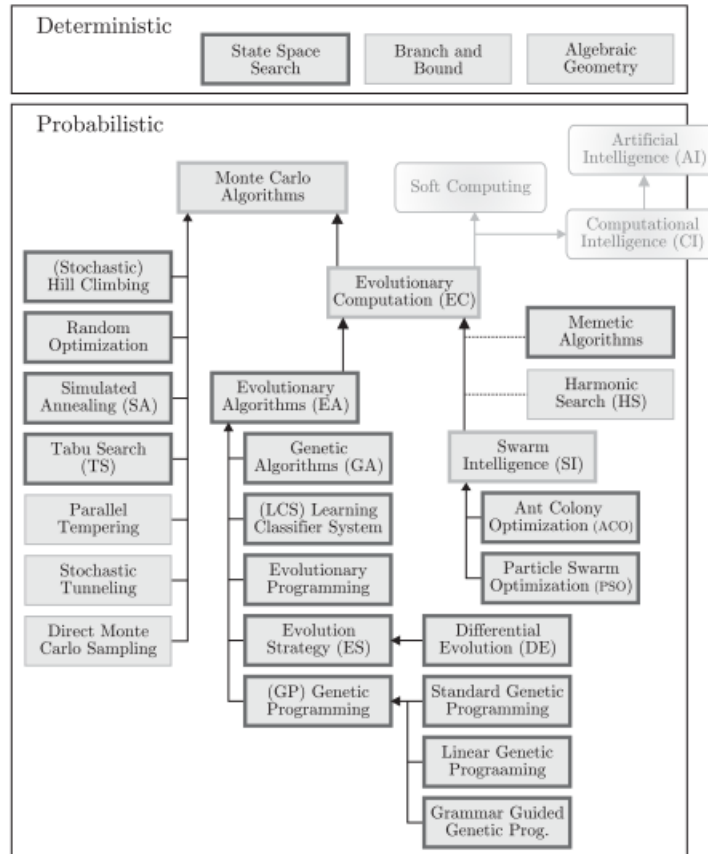 Deterministic
State Space
Search
Branch and
Bound
Algebraic
Geometry
Probabilistic
Artificial
Intelligence (AI)
Monte Carlo
Algorithms
Soft Computing
Computational
Intelligence (CI)
(Stochastic)
Hill Climbing
Evolutionary
Computation (EC)
Random
Optimization
Memetic
Algorithms
Simulated
Annealing (SA)
Evolutionary
Algorithms (EA)
Harmonic
Search (HS)
Tabu Search
(TS)
Genetic
Algorithms (GA)
Swarm
Intelligence (SI)
Parallel
Tempering
(LCS) Learning
Classifier System
Ant Colony
Optimization (ACO)
Stochastic
Tunneling
Evolutionary
Programming
Particle Swarm
Optimization (PSO)
Direct Monte
Carlo Sampling
Evolution
Strategy (ES)
Differential
Evolution (DE)
(GP) Genetic
Programming
Standard Genetic
Programming
Linear Genetic
Prograaming
Grammar Guided
Genetic Prog.